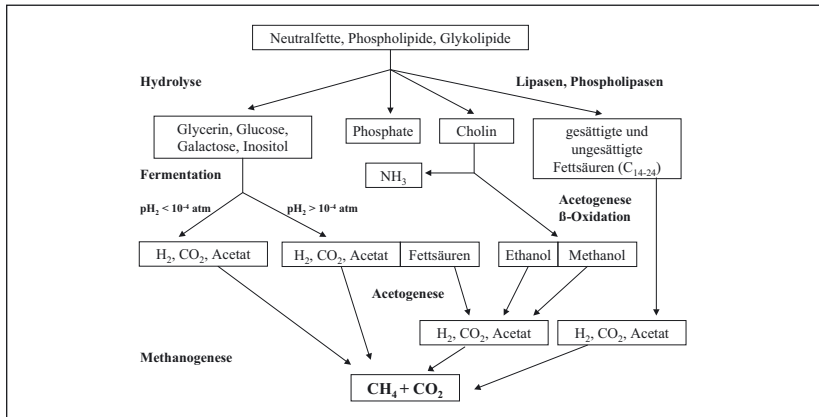 Neutralfette, Phospholipide, Glykolipide
Hydrolyse
Lipasen, Phospholipasen
Glycerin, Glucose,
Galactose, Inositol
Phosphate
Cholin
gesättigte und
ungesättigte
Fettsäuren (C₁₄₋₂₄)
Fermentation
NH₃
Acetogenese
ß-Oxidation
pH₂ < 10⁻⁴ atm
pH₂ > 10⁻⁴ atm
H₂, CO₂, Acetat
H₂, CO₂, Acetat
Fettsäuren
Ethanol
Methanol
Acetogenese
H₂, CO₂, Acetat
H₂, CO₂, Acetat
Methanogenese
CH₄ + CO₂